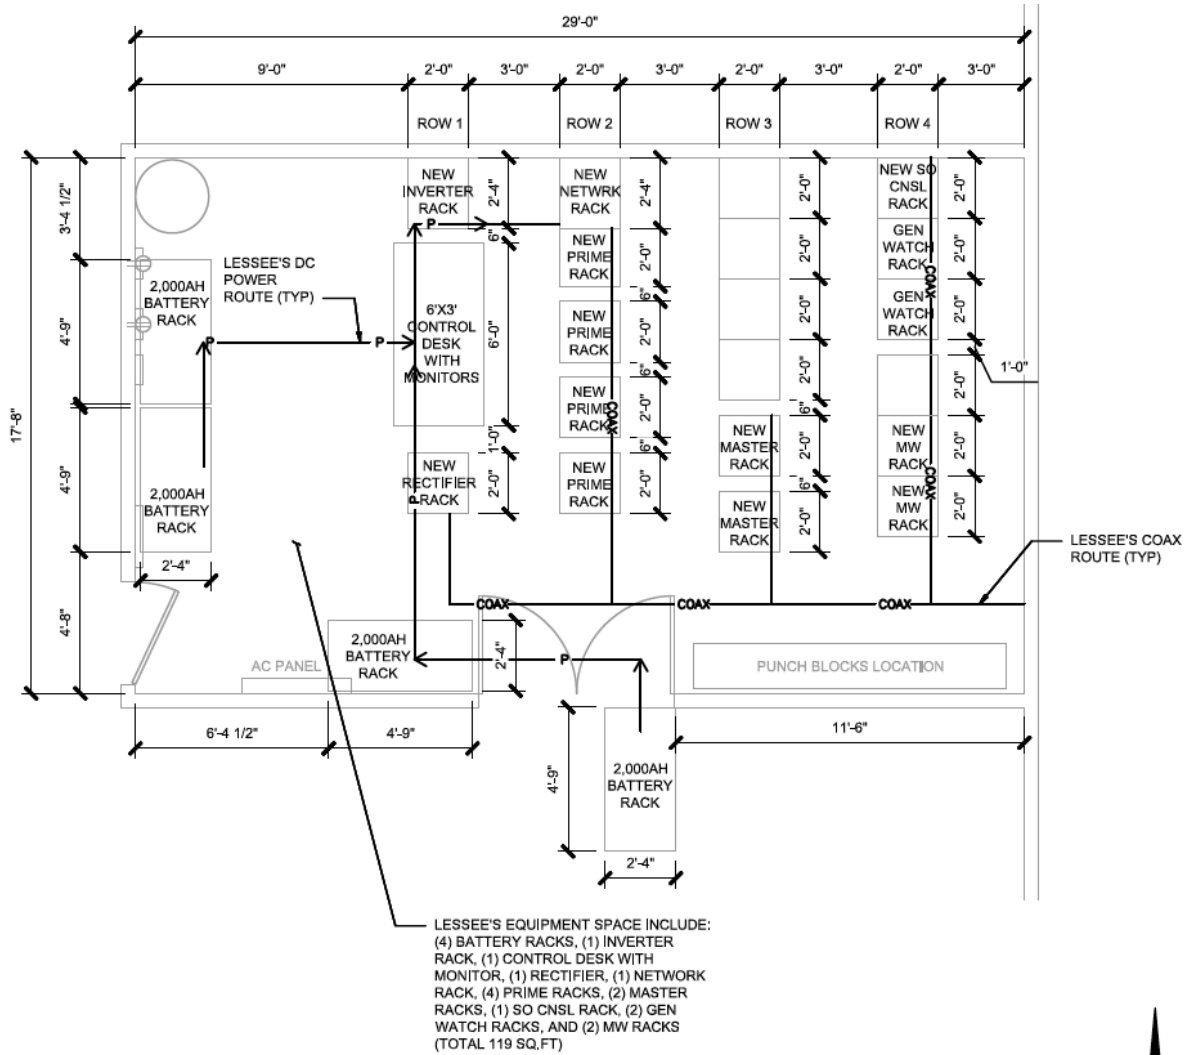 29'-0"
9'-0"
2'-0"
3'-0"
2'-0"
3'-0"
2'-0"
3'-0"
2'-0"
3'-0"
ROW 1
ROW 2
ROW 3
ROW 4
17'-8"
3'-4 1/2"
4'-9"
4'-9"
4'-8"
2,000AH
BATTERY
RACK
2,000AH
BATTERY
RACK
2'-4"
LESSEE'S DC
POWER
ROUTE (TYP)
P
P
P
P
P
NEW
INVERTER
RACK
6'X3'
CONTROL
DESK
WITH
MONITORS
NEW
RECTIFIER
RACK
2'-4"
6"
6'-0"
1'-0"
2'-0"
NEW
NETWRK
RACK
NEW
PRIME
RACK
NEW
PRIME
RACK
NEW
PRIME
RACK
NEW
PRIME
RACK
COAX
2'-4"
2'-0"
6"
2'-0"
6"
2'-0"
6"
2'-0"
NEW
MASTER
RACK
NEW
MASTER
RACK
2'-0"
2'-0"
2'-0"
2'-0"
6"
2'-0"
6"
2'-0"
NEW SO
CNSL
RACK
GEN
WATCH
RACK
GEN
WATCH
RACK
NEW
MW
RACK
NEW
MW
RACK
COAX
COAX
2'-0"
2'-0"
2'-0"
1'-0"
2'-0"
2'-0"
2'-0"
LESSEE'S COAX
ROUTE (TYP)
COAX
COAX
COAX
AC PANEL
2,000AH
BATTERY
RACK
2'-4"
PUNCH BLOCKS LOCATION
6'-4 1/2"
4'-9"
11'-6"
4'-9"
2,000AH
BATTERY
RACK
2'-4"
LESSEE'S EQUIPMENT SPACE INCLUDE:
(4) BATTERY RACKS, (1) INVERTER
RACK, (1) CONTROL DESK WITH
MONITOR, (1) RECTIFIER, (1) NETWORK
RACK, (4) PRIME RACKS, (2) MASTER
RACKS, (1) SO CNSL RACK, (2) GEN
WATCH RACKS, AND (2) MW RACKS
(TOTAL 119 SQ.FT)